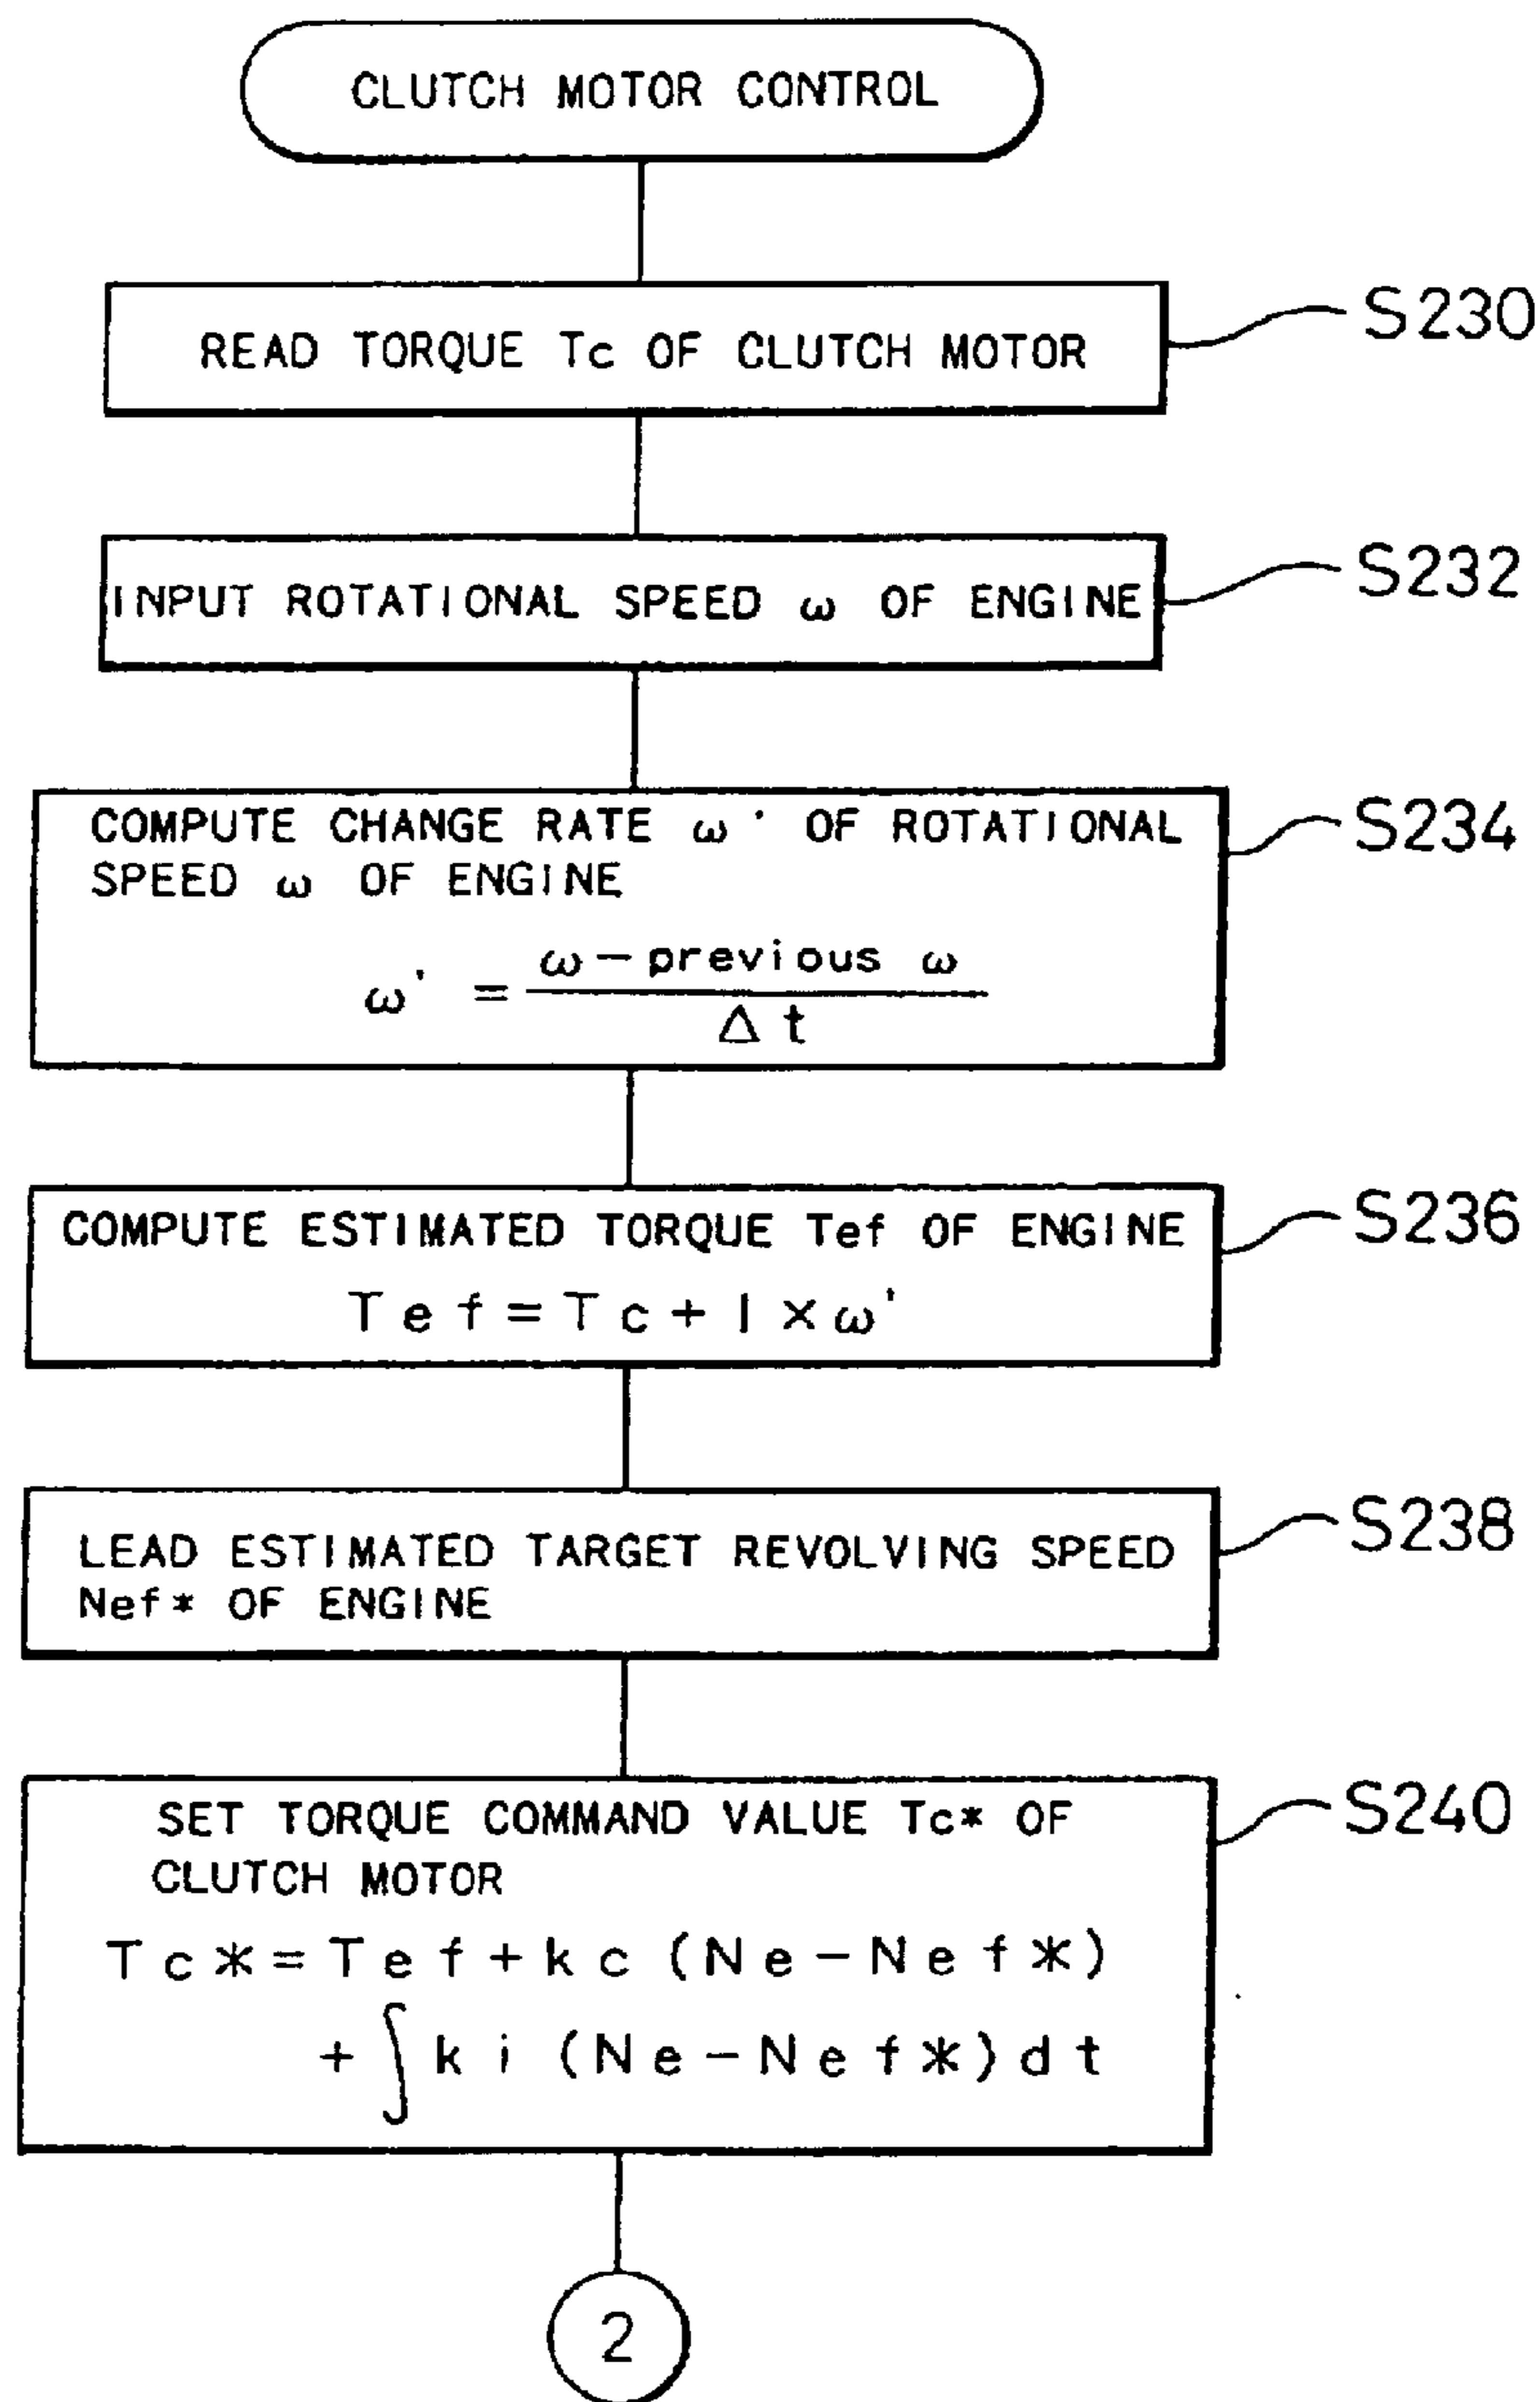 CLUTCH MOTOR CONTROL
READ TORQUE Tc OF CLUTCH MOTOR
S230
INPUT ROTATIONAL SPEED ω OF ENGINE
S232
COMPUTE CHANGE RATE ω' OF ROTATIONAL
SPEED ω OF ENGINE
S234
ω' = ω−previous ω / Δt
COMPUTE ESTIMATED TORQUE Tef OF ENGINE
S236
Tef=Tc+I×ω'
LEAD ESTIMATED TARGET REVOLVING SPEED
Nef* OF ENGINE
S238
SET TORQUE COMMAND VALUE Tc* OF
CLUTCH MOTOR
S240
Tc*=Tef+kc(Ne−Nef*)
+∫ki(Ne−Nef*)dt
2